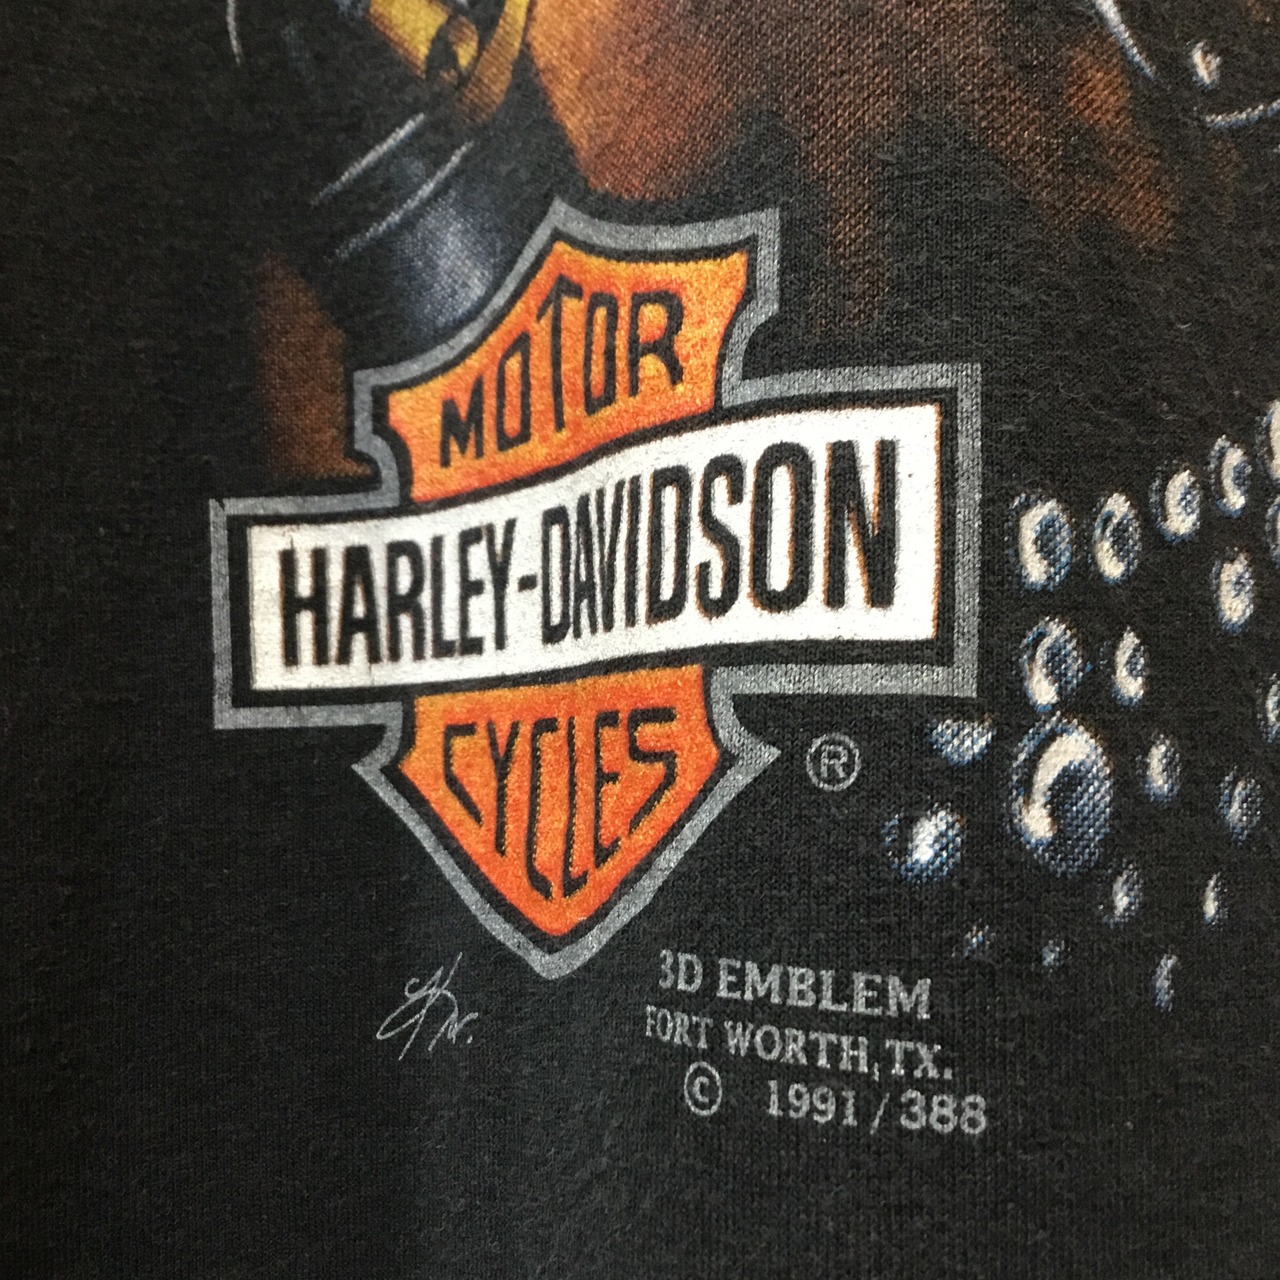 MOTOR
HARLEY-DAVIDSON
CYCLES
®
3D EMBLEM
FORT WORTH, TX.
© 1991/388